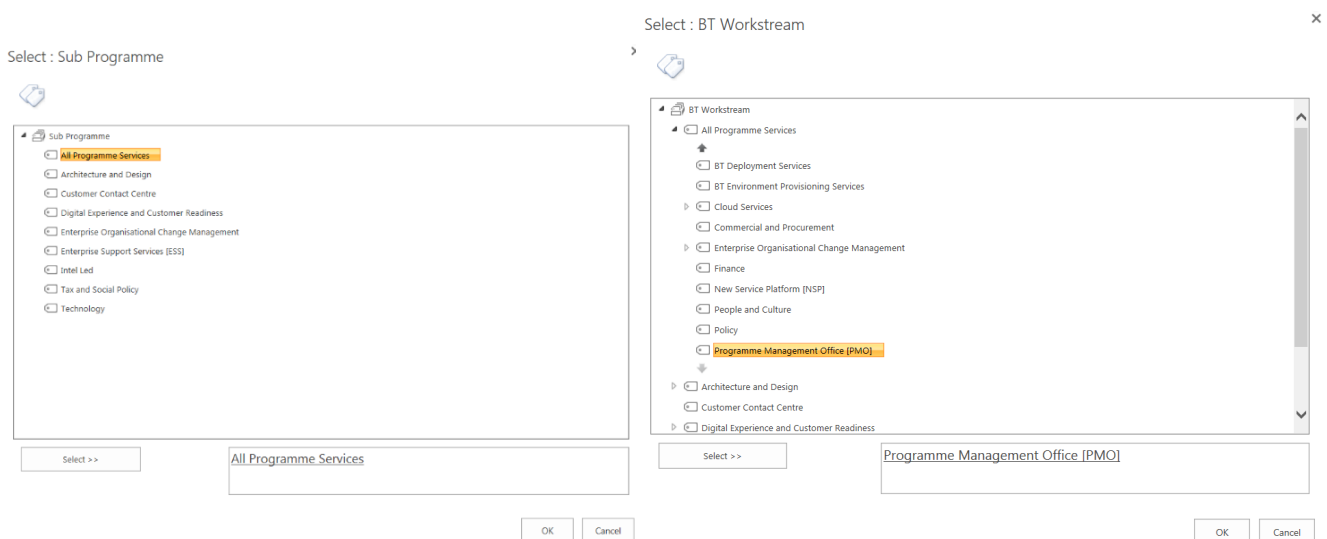 Select : Sub Programme
Sub Programme
All Programme Services
Architecture and Design
Customer Contact Centre
Digital Experience and Customer Readiness
Enterprise Organisational Change Management
Enterprise Support Services [ESS]
Intel Led
Tax and Social Policy
Technology
Select >>
All Programme Services
OK
Cancel
Select : BT Workstream
BT Workstream
All Programme Services
BT Deployment Services
BT Environment Provisioning Services
Cloud Services
Commercial and Procurement
Enterprise Organisational Change Management
Finance
New Service Platform [NSP]
People and Culture
Policy
Programme Management Office [PMO]
Architecture and Design
Customer Contact Centre
Digital Experience and Customer Readiness
Select >>
Programme Management Office [PMO]
OK
Cancel